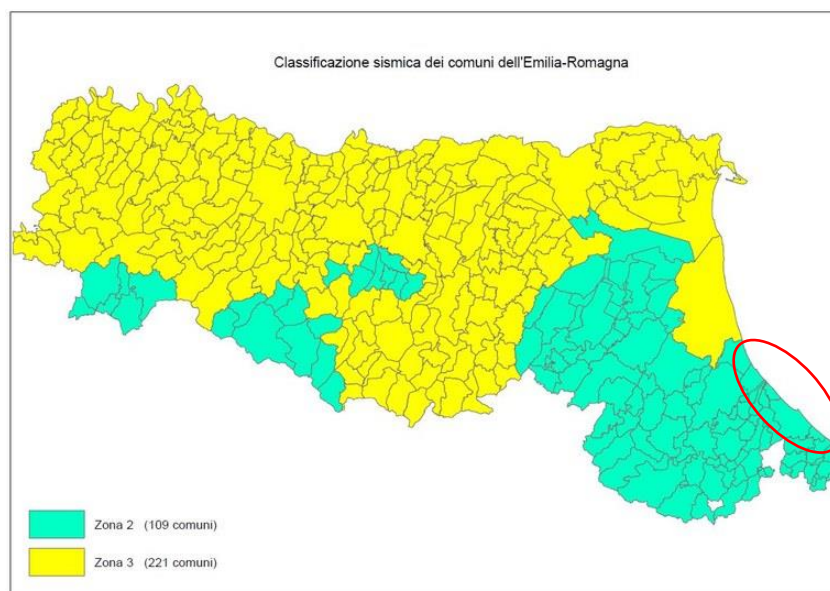 Classificazione sismica dei comuni dell'Emilia-Romagna
Zona 2 (109 comuni)
Zona 3 (221 comuni)